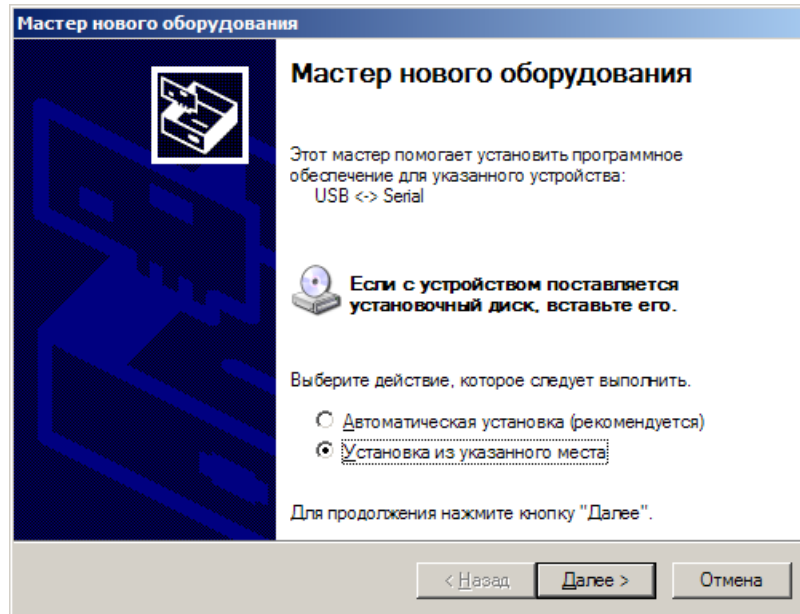 Мастер нового оборудования
Мастер нового оборудования
Этот мастер помогает установить программное
обеспечение для указанного устройства:
USB <-> Serial
Если с устройством поставляется
установочный диск, вставьте его.
Выберите действие, которое следует выполнить.
Автоматическая установка (рекомендуется)
Установка из указанного места
Для продолжения нажмите кнопку "Далее".
< Назад Далее > Отмена